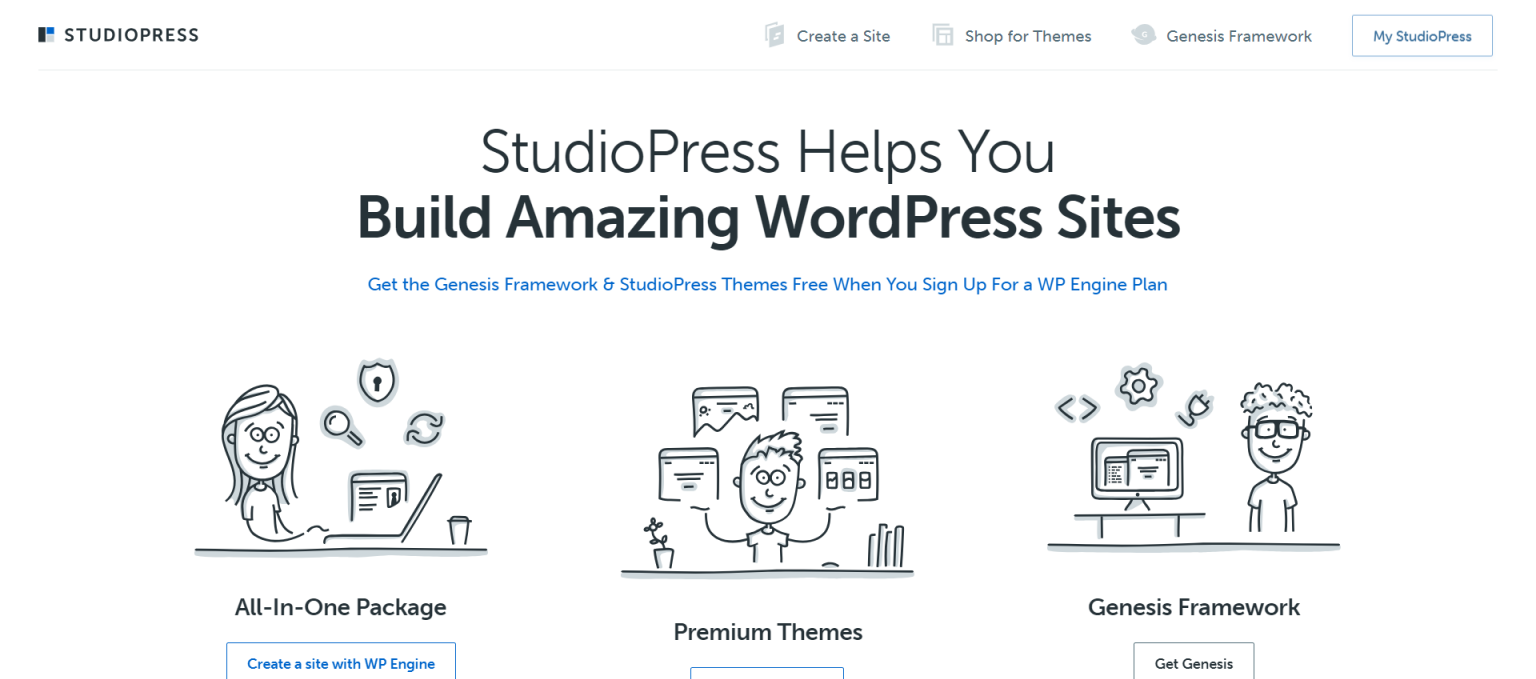 STUDIOPRESS
Create a Site
Shop for Themes
Genesis Framework
My StudioPress
StudioPress Helps You
Build Amazing WordPress Sites
Get the Genesis Framework & StudioPress Themes Free When You Sign Up For a WP Engine Plan
All-In-One Package
Create a site with WP Engine
Premium Themes
Genesis Framework
Get Genesis